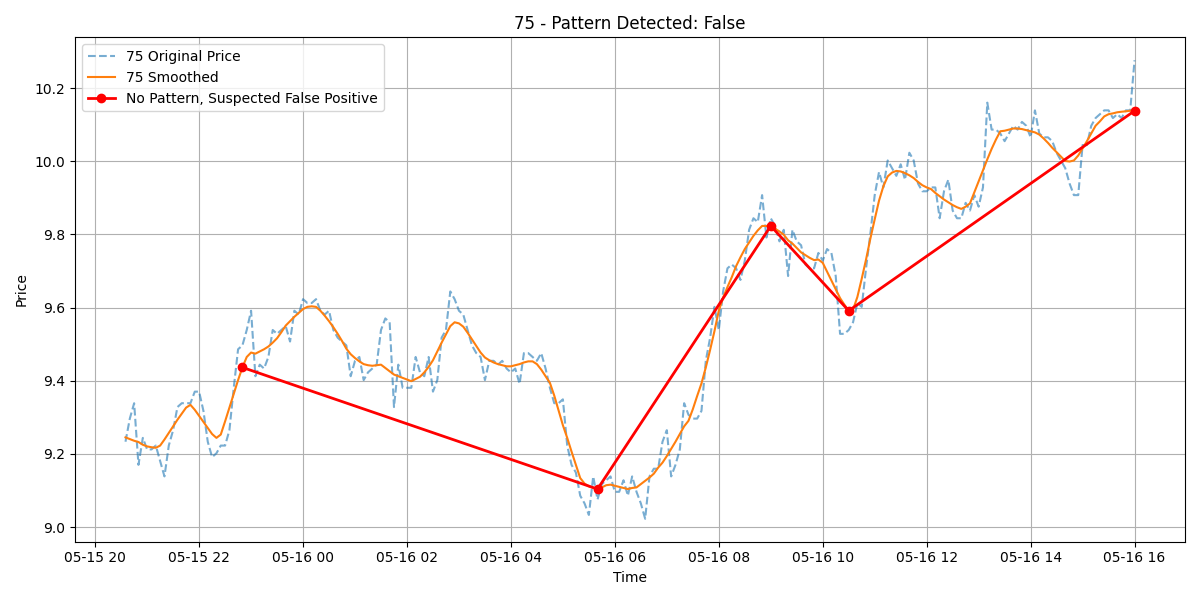 75 - Pattern Detected: False
75 Original Price
75 Smoothed
No Pattern, Suspected False Positive
Price
10.2
10.0
9.8
9.6
9.4
9.2
9.0
05-15 20 05-15 22 05-16 00 05-16 02 05-16 04 05-16 06 05-16 08 05-16 10 05-16 12 05-16 14 05-16 16
Time